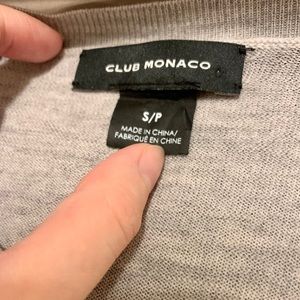 CLUB MONACO
S/P
MADE IN CHINA/
FABRIQUÉ EN CHINE